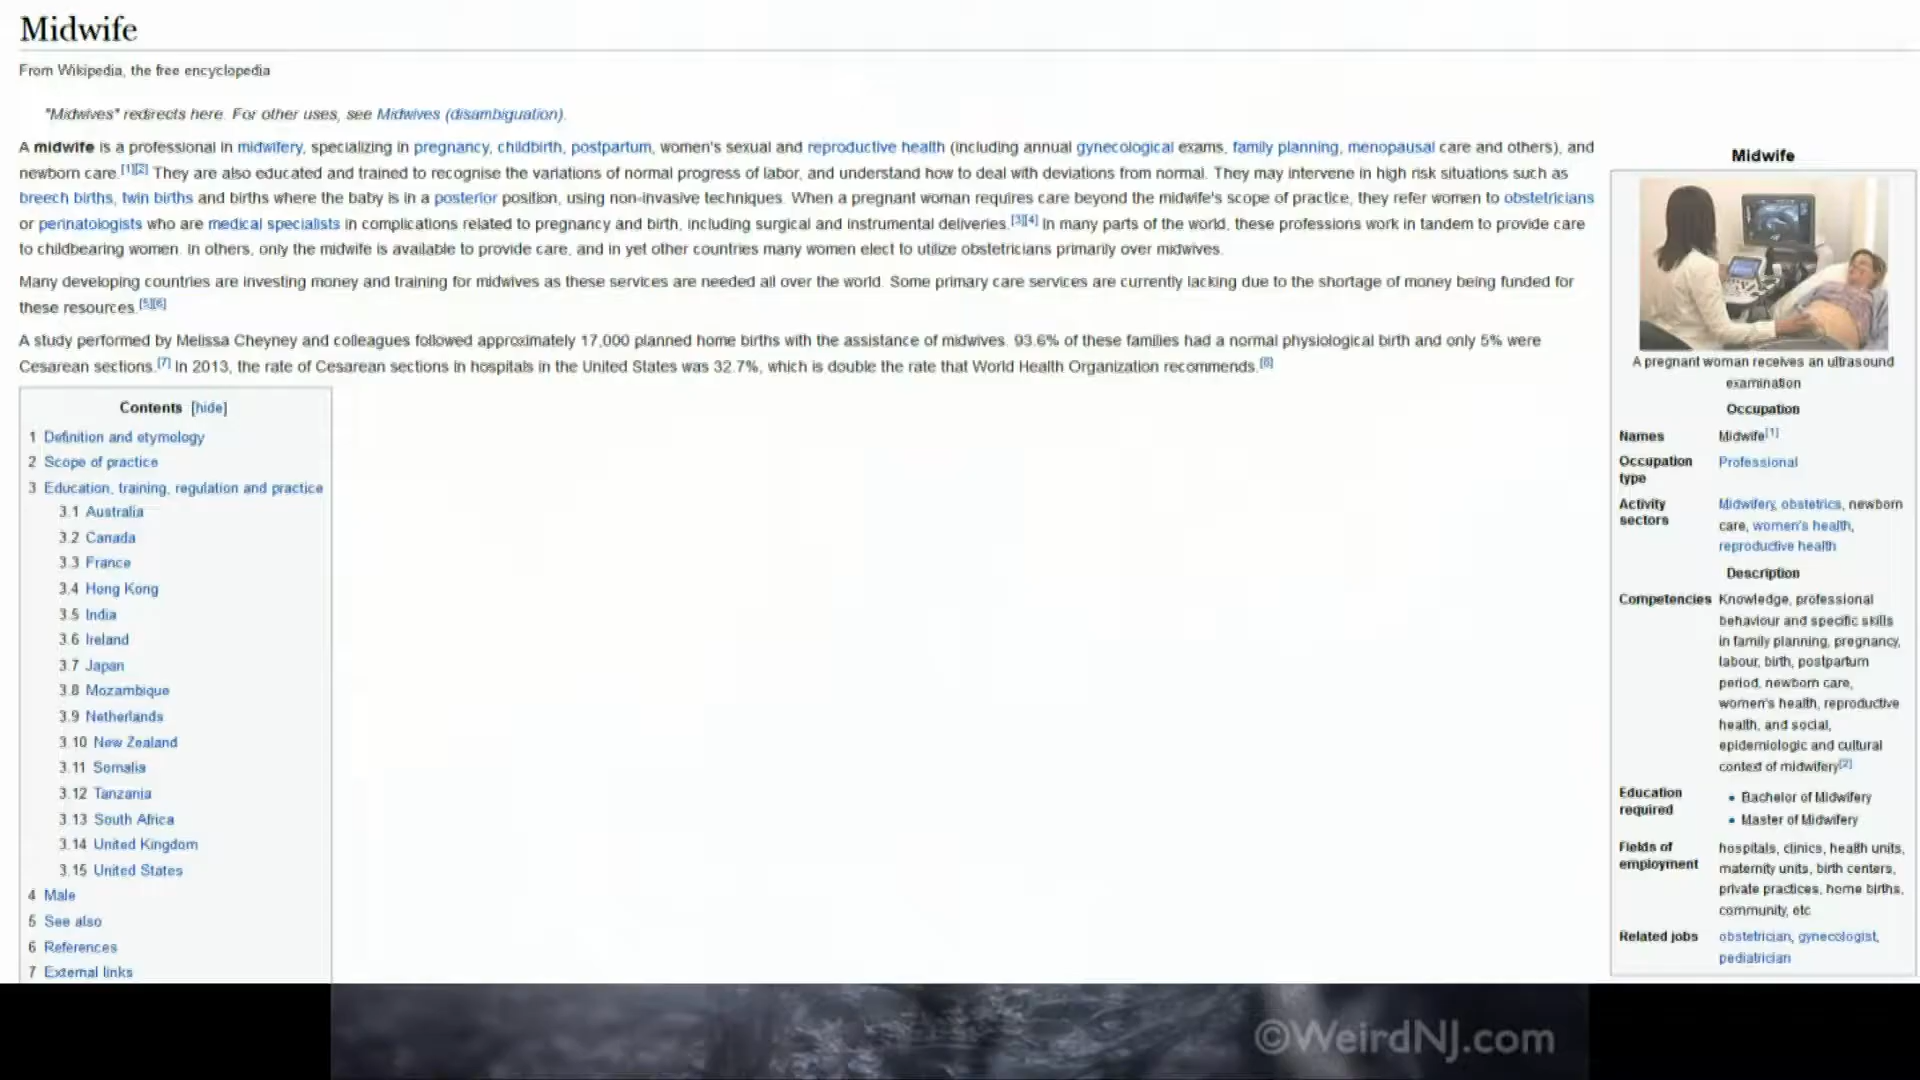 Midwife
From Wikipedia, the free encyclopedia
"Midwives" redirects here. For other uses, see Midwives (disambiguation).
A midwife is a professional in midwifery, specializing in pregnancy, childbirth, postpartum, women's sexual and reproductive health (including annual gynecological exams, family planning, menopausal care and others), and
newborn care.[1][2] They are also educated and trained to recognise the variations of normal progress of labor, and understand how to deal with deviations from normal. They may intervene in high risk situations such as
breech births, twin births and births where the baby is in a posterior position, using non-invasive techniques. When a pregnant woman requires care beyond the midwife's scope of practice, they refer women to obstetricians
or perinatologists who are medical specialists in complications related to pregnancy and birth, including surgical and instrumental deliveries.[3][4] In many parts of the world, these professions work in tandem to provide care
to childbearing women. In others, only the midwife is available to provide care, and in yet other countries many women elect to utilize obstetricians primarily over midwives.
Many developing countries are investing money and training for midwives as these services are needed all over the world. Some primary care services are currently lacking due to the shortage of money being funded for
these resources.[5][6]
A study performed by Melissa Cheyney and colleagues followed approximately 17,000 planned home births with the assistance of midwives. 93.6% of these families had a normal physiological birth and only 5% were
Cesarean sections.[7] In 2013, the rate of Cesarean sections in hospitals in the United States was 32.7%, which is double the rate that World Health Organization recommends.[8]
Contents [hide]
1 Definition and etymology
2 Scope of practice
3 Education, training, regulation and practice
3.1 Australia
3.2 Canada
3.3 France
3.4 Hong Kong
3.5 India
3.6 Ireland
3.7 Japan
3.8 Mozambique
3.9 Netherlands
3.10 New Zealand
3.11 Somalia
3.12 Tanzania
3.13 South Africa
3.14 United Kingdom
3.15 United States
4 Male
5 See also
6 References
7 External links
Midwife
A pregnant woman receives an ultrasound
examination
Occupation
Names Midwife[1]
Occupation type Professional
Activity sectors Midwifery, obstetrics, newborn
care, women's health,
reproductive health
Description
Competencies Knowledge, professional
behaviour and specific skills
in family planning, pregnancy,
labour, birth, postpartum
period, newborn care,
women's health, reproductive
health, and social,
epidemiologic and cultural
context of midwifery[2]
Education required • Bachelor of Midwifery
• Master of Midwifery
Fields of employment hospitals, clinics, health units,
maternity units, birth centers,
private practices, home births,
community, etc
Related jobs obstetrician, gynecologist,
pediatrician
©WeirdNJ.com